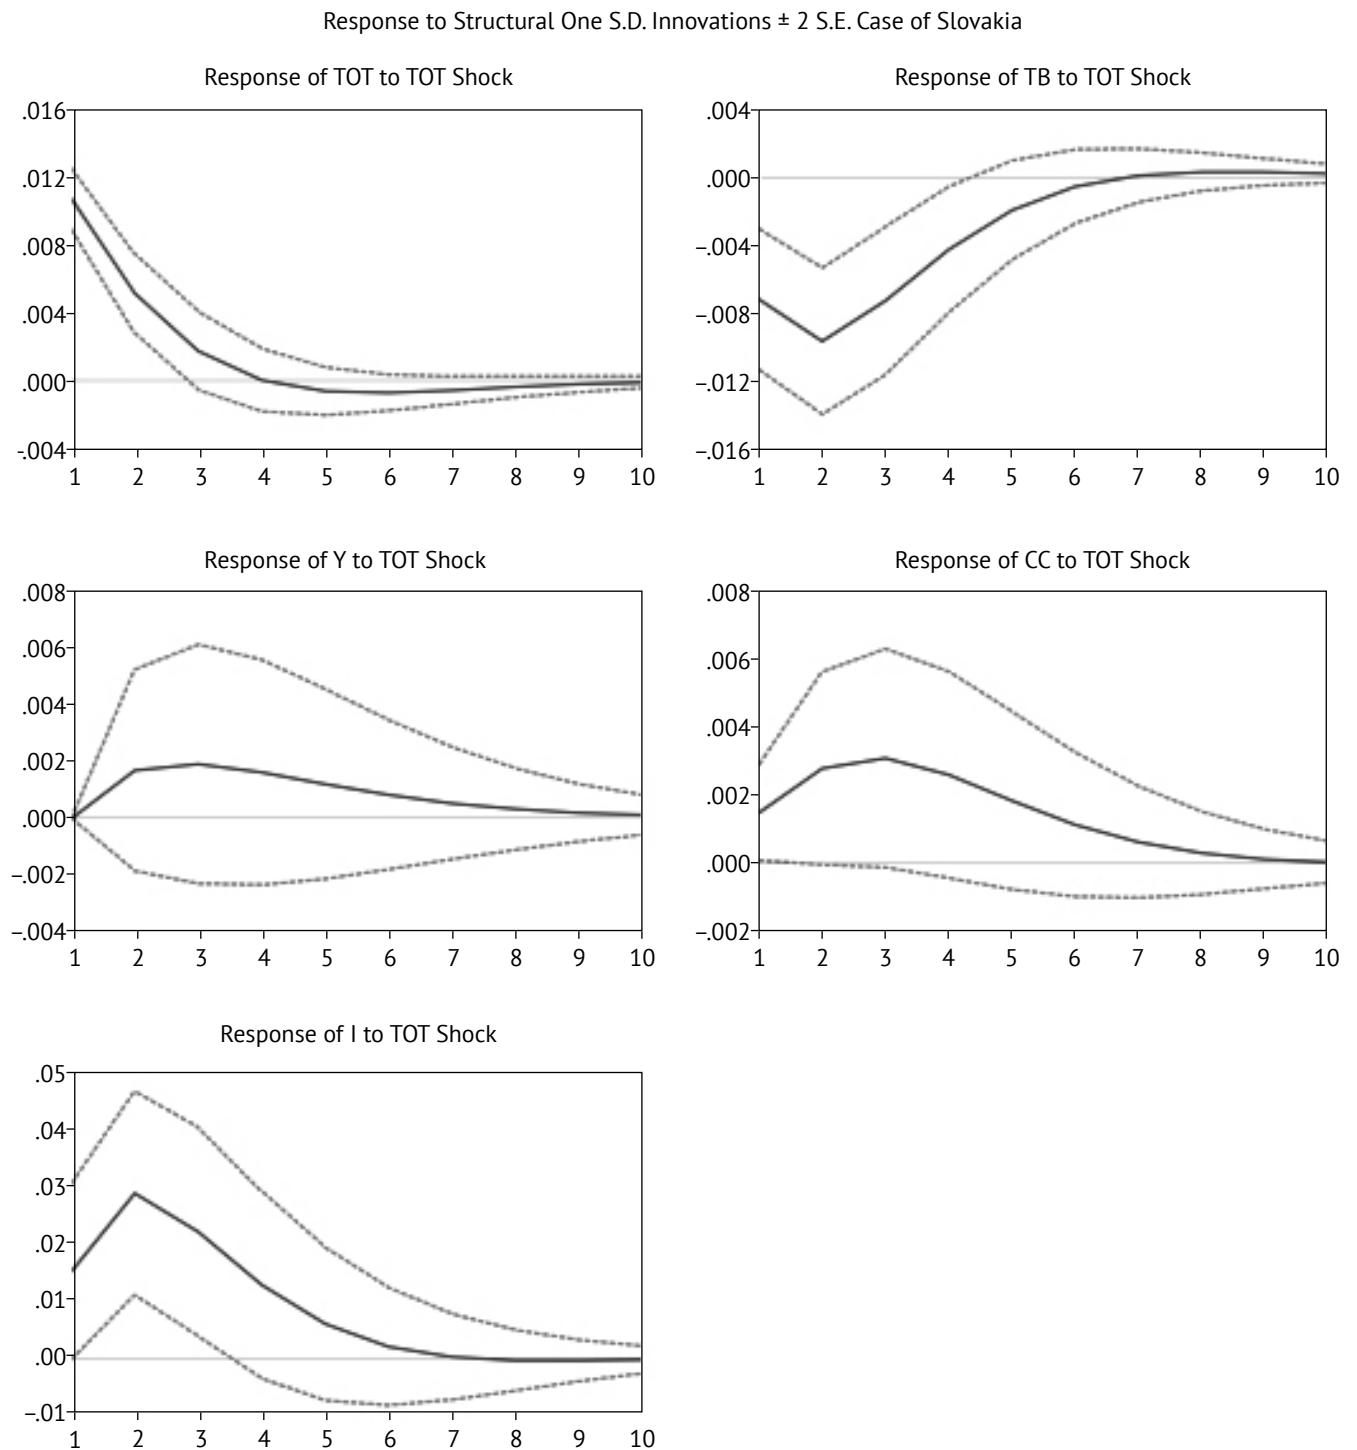 Response to Structural One S.D. Innovations ± 2 S.E. Case of Slovakia
Response of TOT to TOT Shock
.016
.012
.008
.004
.000
-.004
1 2 3 4 5 6 7 8 9 10
Response of TB to TOT Shock
.004
.000
–.004
–.008
–.012
–.016
1 2 3 4 5 6 7 8 9 10
Response of Y to TOT Shock
.008
.006
.004
.002
.000
–.002
–.004
1 2 3 4 5 6 7 8 9 10
Response of CC to TOT Shock
.008
.006
.004
.002
.000
–.002
1 2 3 4 5 6 7 8 9 10
Response of I to TOT Shock
.05
.04
.03
.02
.01
.00
–.01
1 2 3 4 5 6 7 8 9 10